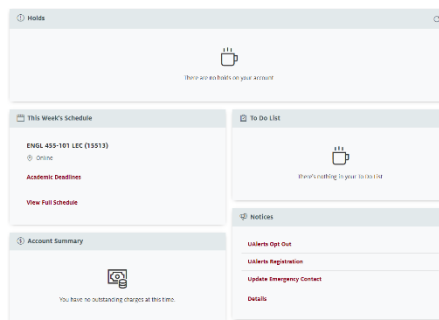 Holds
There are no holds on your account
This Week's Schedule
ENGL 455-101 LEC (15513)
Online
Academic Deadlines
View Full Schedule
To Do List
There's nothing in your To Do List
Account Summary
You have no outstanding charges at this time.
Notices
UAlerts Opt Out
UAlerts Registration
Update Emergency Contact
Details